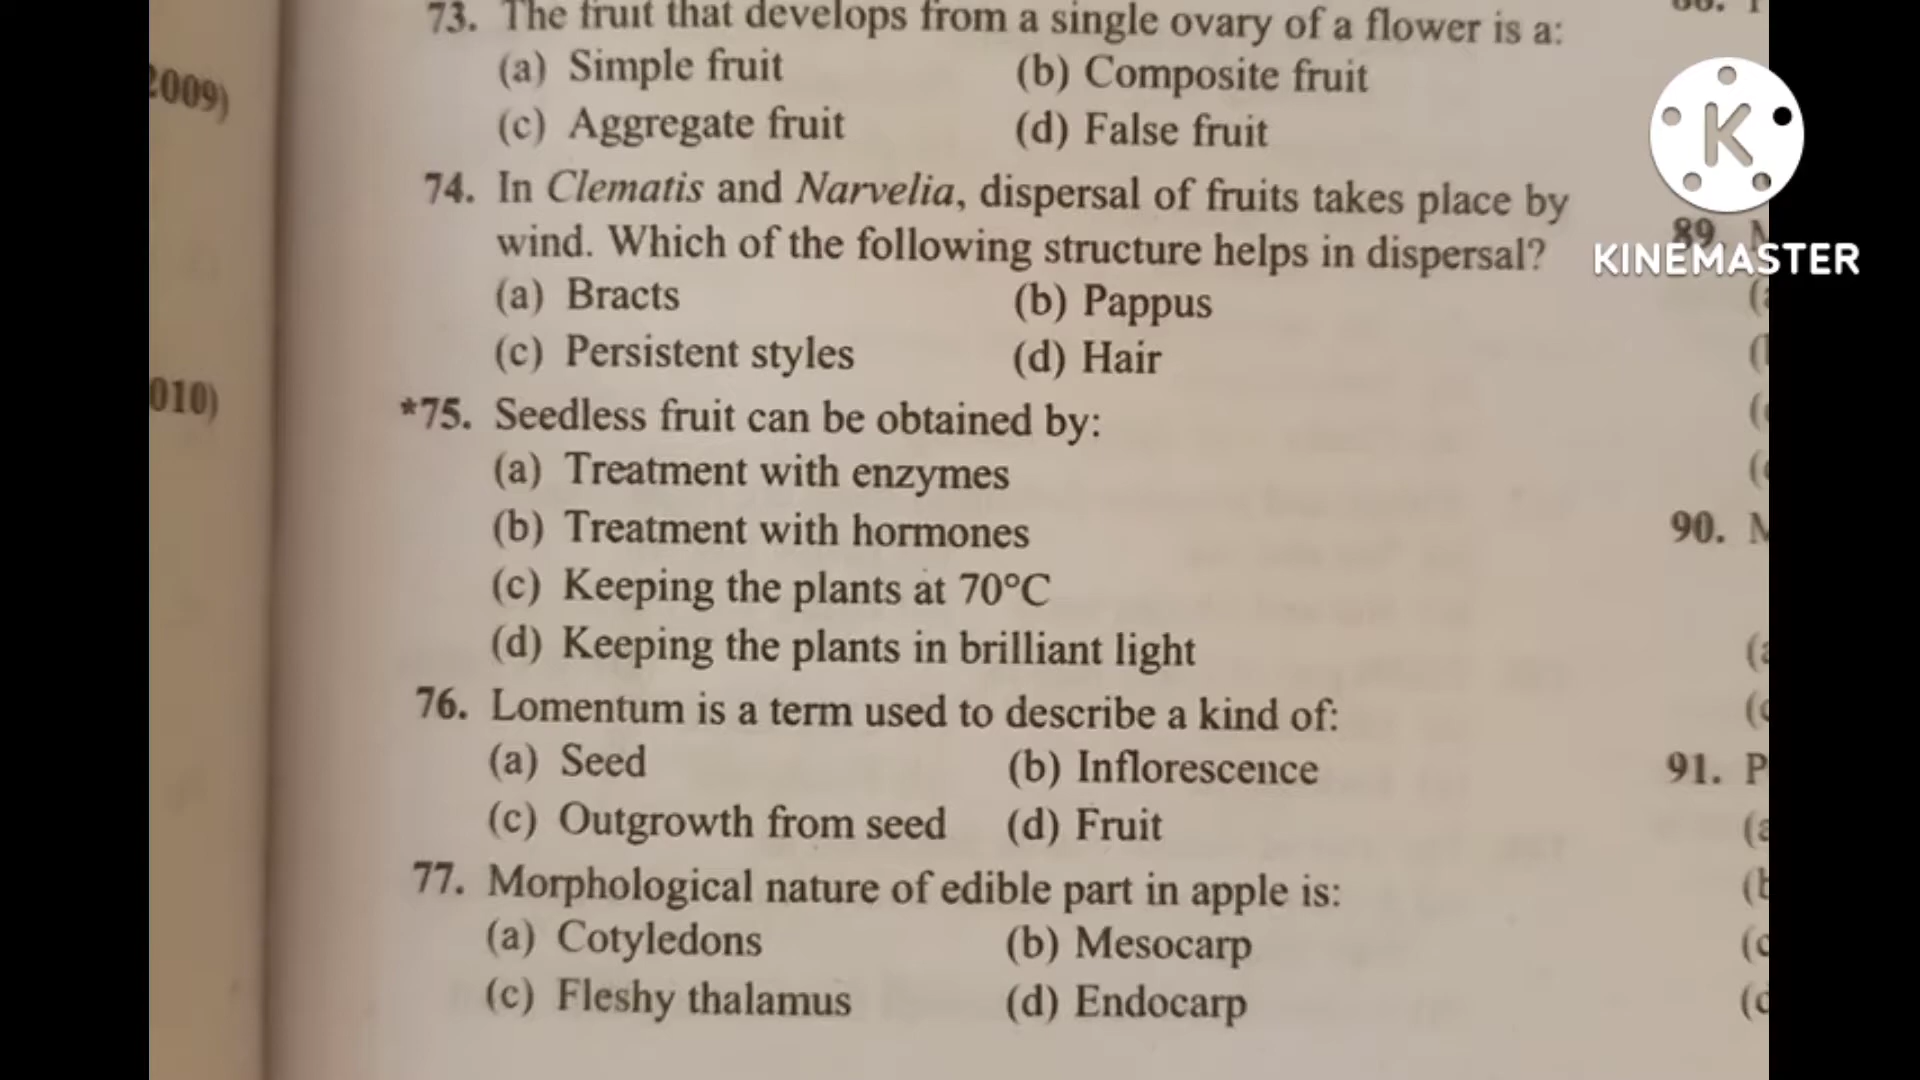 2009)
010)
73. The fruit that develops from a single ovary of a flower is a:
(a) Simple fruit (b) Composite fruit
(c) Aggregate fruit (d) False fruit
74. In Clematis and Narvelia, dispersal of fruits takes place by
wind. Which of the following structure helps in dispersal?
(a) Bracts (b) Pappus
(c) Persistent styles (d) Hair
*75. Seedless fruit can be obtained by:
(a) Treatment with enzymes
(b) Treatment with hormones
(c) Keeping the plants at 70°C
(d) Keeping the plants in brilliant light
76. Lomentum is a term used to describe a kind of:
(a) Seed (b) Inflorescence
(c) Outgrowth from seed (d) Fruit
77. Morphological nature of edible part in apple is:
(a) Cotyledons (b) Mesocarp
(c) Fleshy thalamus (d) Endocarp
K
KINEMASTER
89.
90.
91. P